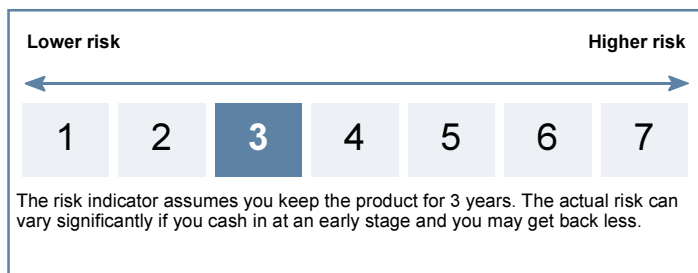 Lower risk Higher risk
1 2 3 4 5 6 7
The risk indicator assumes you keep the product for 3 years. The actual risk can
vary significantly if you cash in at an early stage and you may get back less.